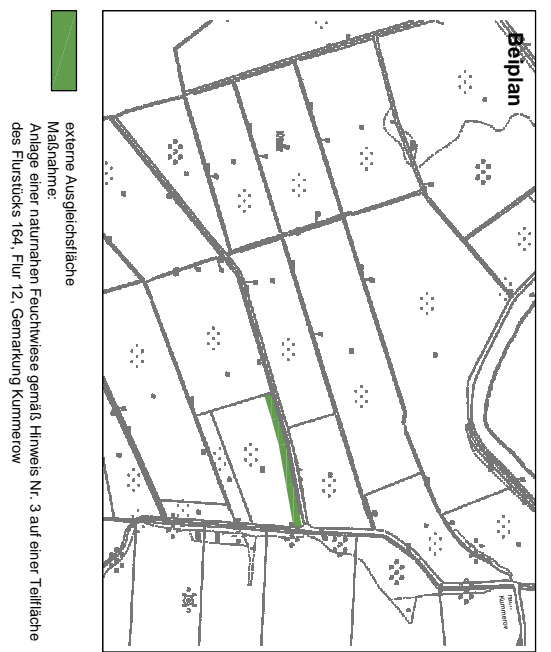 Beiplan
Kummerow
externe Ausgleichsfläche
Maßnahme:
Anlage einer naturnahen Feuchtwiese gemäß Hinweis Nr. 3 auf einer Teilfläche
des Flurstücks 164, Flur 12, Gemarkung Kummerow